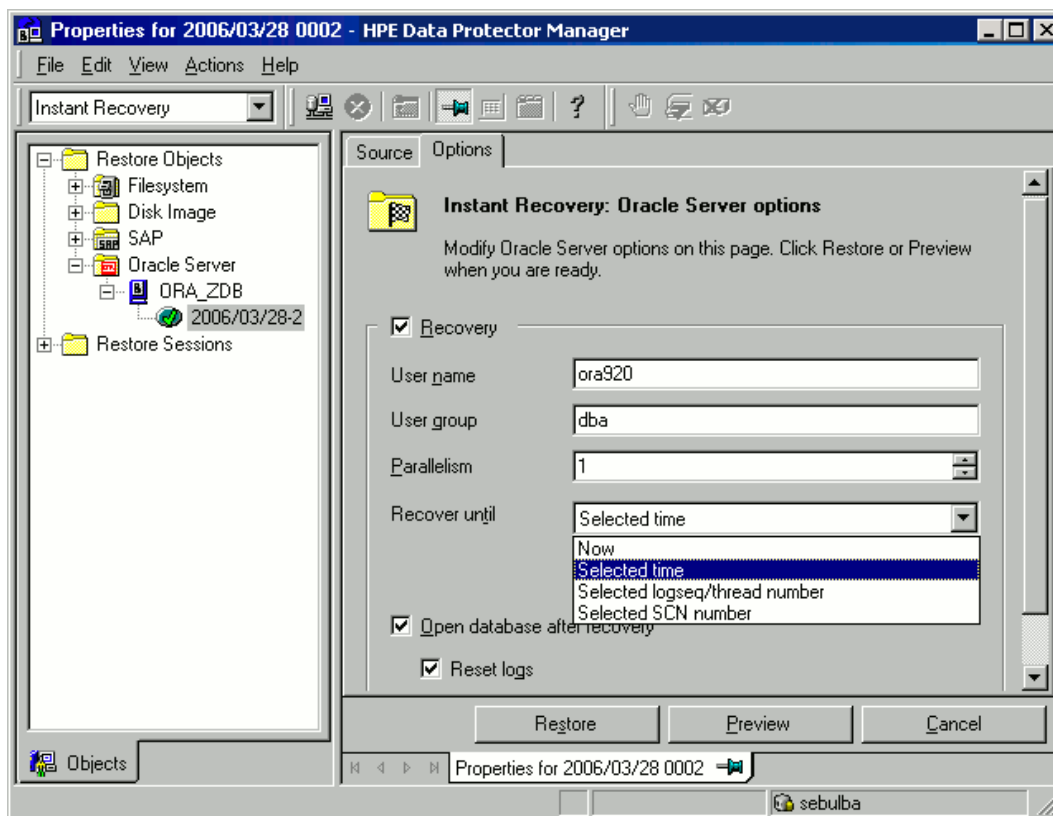 Properties for 2006/03/28 0002 - HPE Data Protector Manager
File Edit View Actions Help
Instant Recovery
Restore Objects
Filesystem
Disk Image
SAP
Oracle Server
ORA_ZDB
2006/03/28-2
Restore Sessions
Objects
Source Options
Instant Recovery: Oracle Server options
Modify Oracle Server options on this page. Click Restore or Preview
when you are ready.
Recovery
User name ora920
User group dba
Parallelism 1
Recover until Selected time
Now
Selected time
Selected logseq/thread number
Selected SCN number
Open database after recovery
Reset logs
Restore Preview Cancel
Properties for 2006/03/28 0002
sebulba